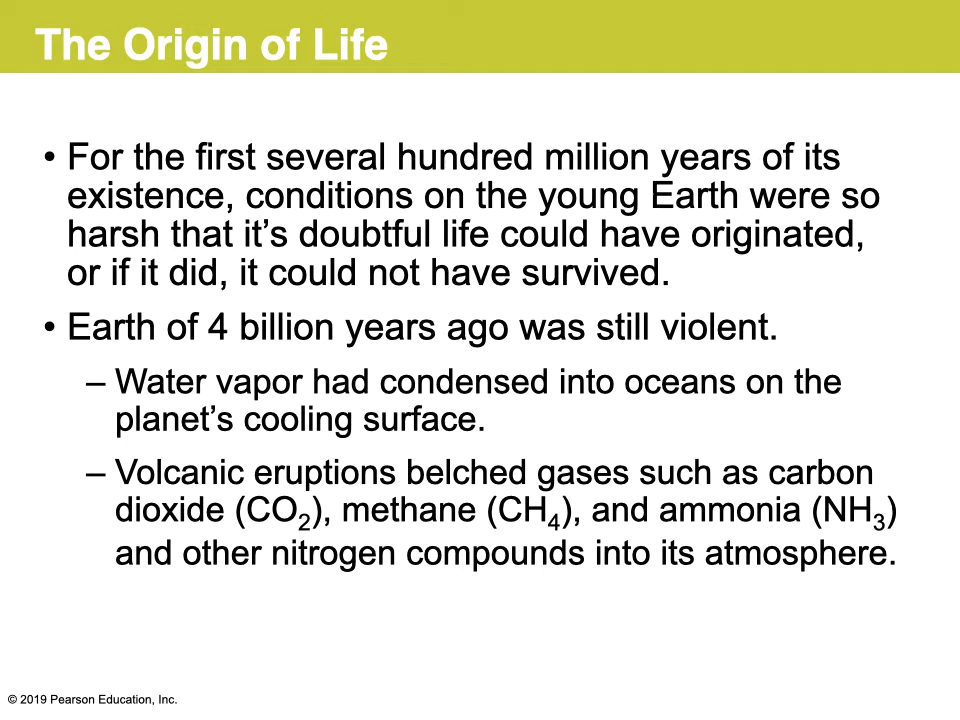 The Origin of Life
• For the first several hundred million years of its
existence, conditions on the young Earth were so
harsh that it’s doubtful life could have originated,
or if it did, it could not have survived.
• Earth of 4 billion years ago was still violent.
– Water vapor had condensed into oceans on the
planet’s cooling surface.
– Volcanic eruptions belched gases such as carbon
dioxide (CO₂), methane (CH₄), and ammonia (NH₃)
and other nitrogen compounds into its atmosphere.
© 2019 Pearson Education, Inc.